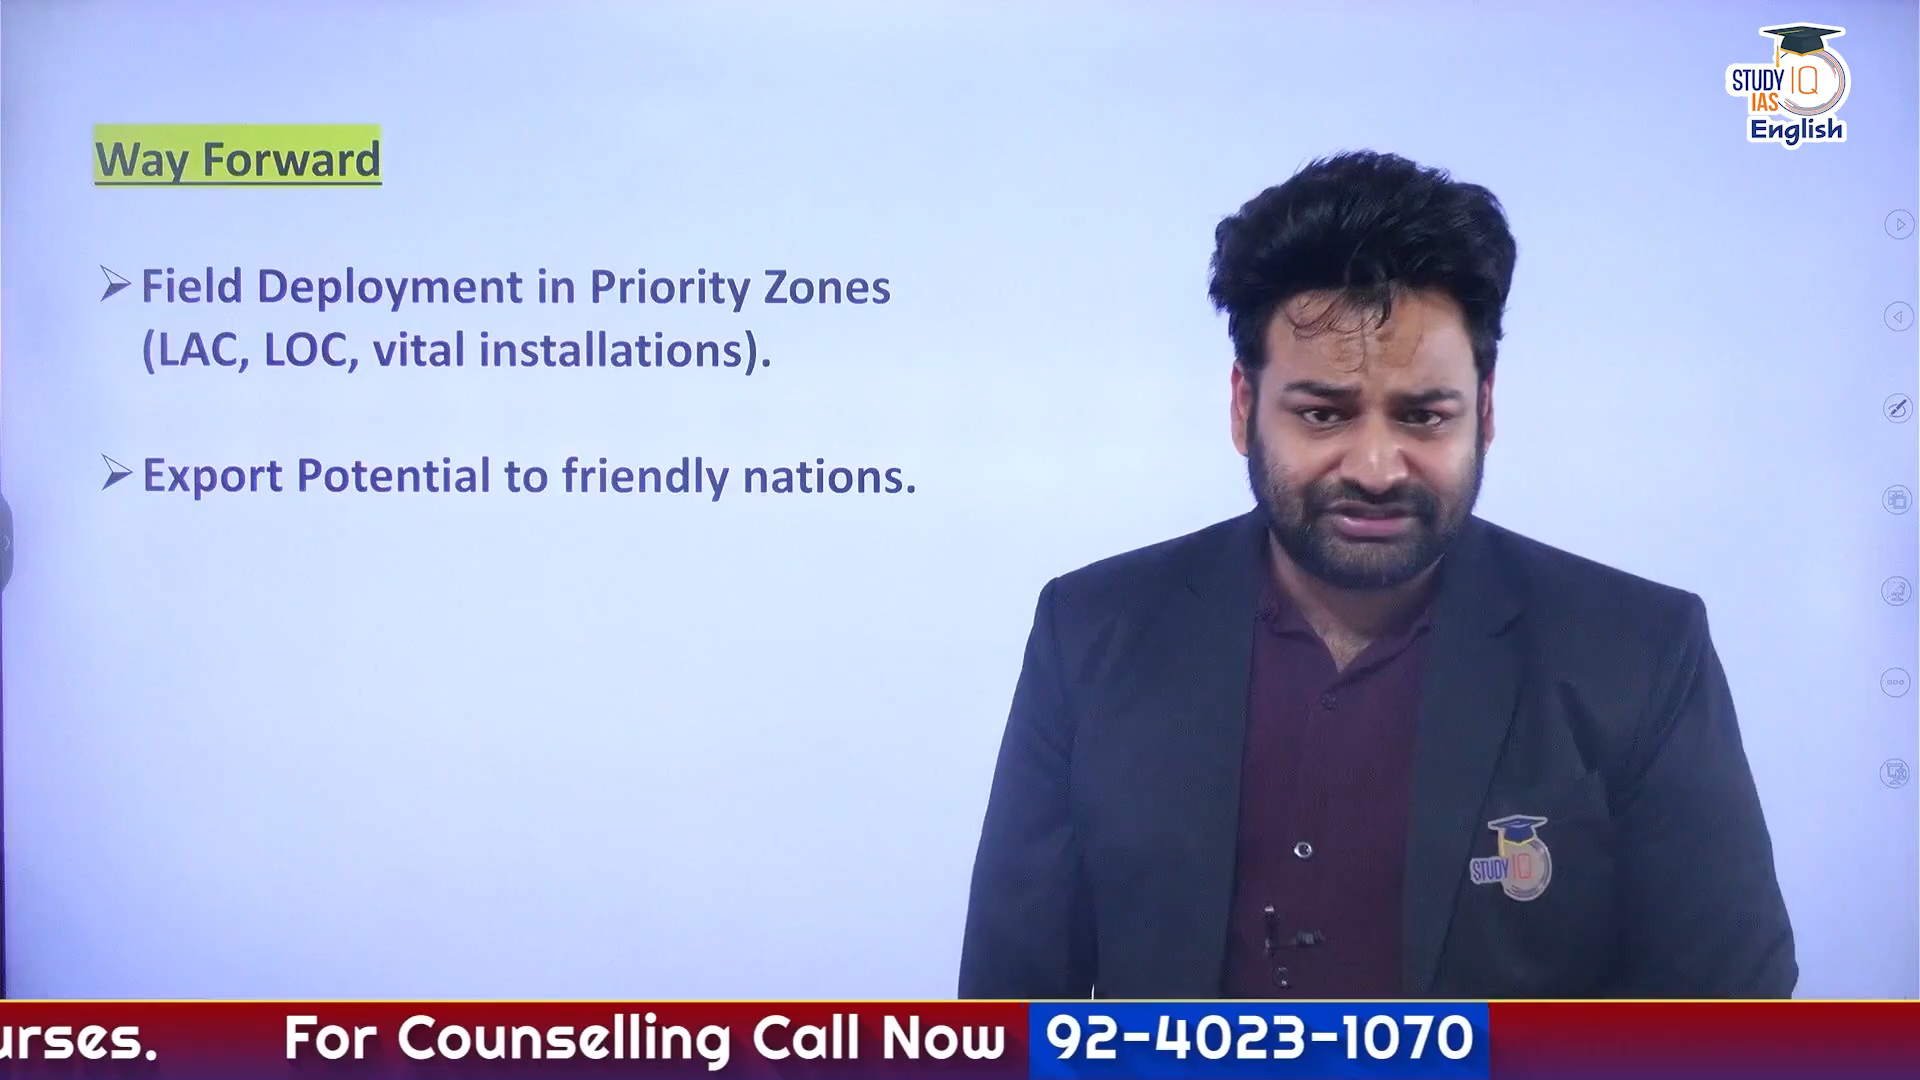 STUDY IQ
IAS
English
Way Forward
Field Deployment in Priority Zones
(LAC, LOC, vital installations).
Export Potential to friendly nations.
STUDY IQ
urses.
For Counselling Call Now 92-4023-1070